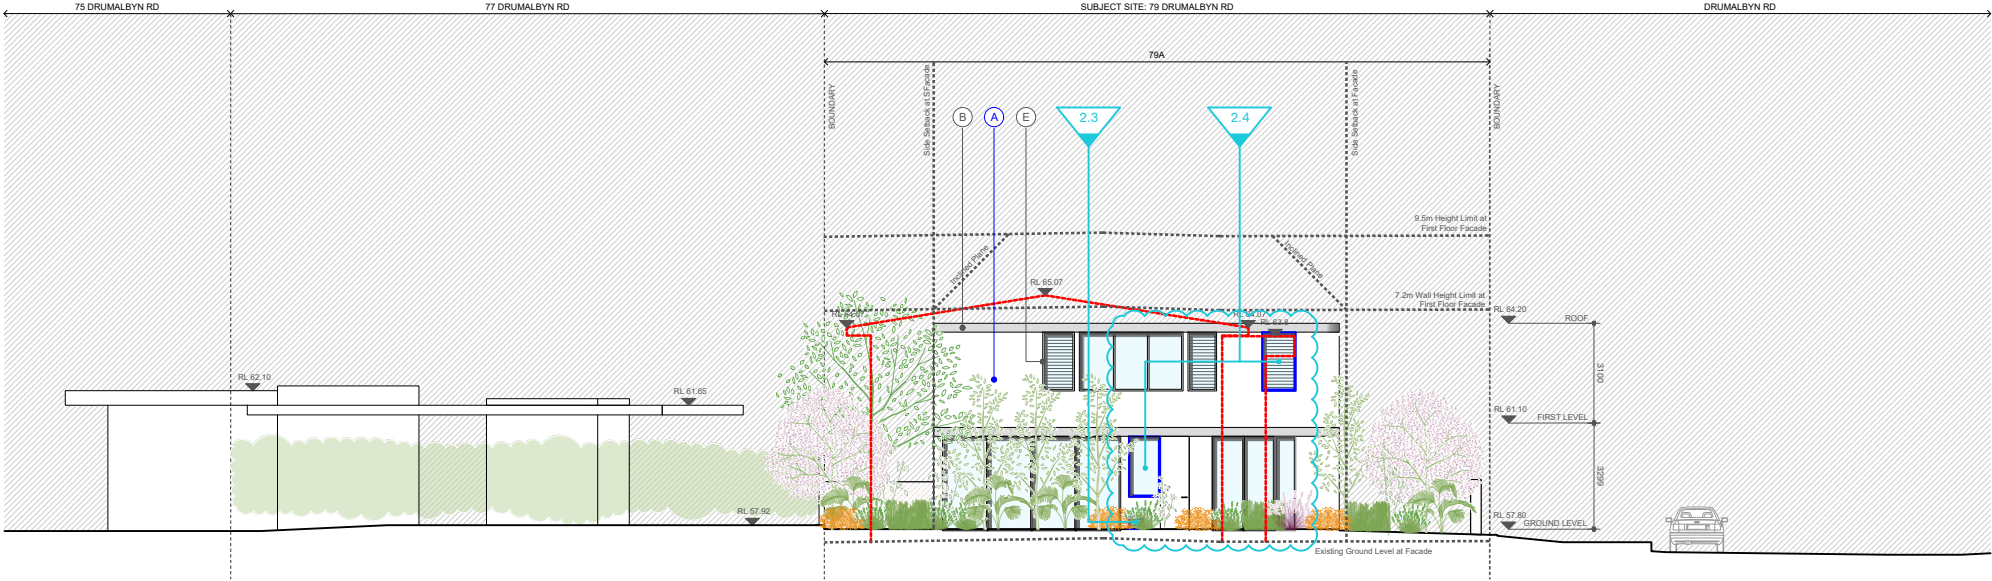 75 DRUMALBYN RD
77 DRUMALBYN RD
SUBJECT SITE: 79 DRUMALBYN RD
DRUMALBYN RD
79A
BOUNDARY
Side Setback at SFacade
B
A
E
2.3
2.4
Side Setback at Facade
BOUNDARY
9.5m Height Limit at
First Floor Facade
Inclined Plane
Inclined Plane
RL 65.07
7.2m Wall Height Limit at
First Floor Facade
RL 64.20
ROOF
RL 63.8
3100
RL 62.10
RL 61.65
RL 61.10
FIRST LEVEL
3299
RL 57.92
RL 57.80
GROUND LEVEL
Existing Ground Level at Facade